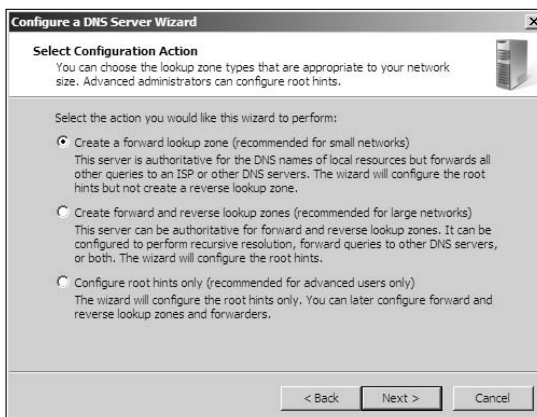 Configure a DNS Server Wizard
Select Configuration Action
You can choose the lookup zone types that are appropriate to your network
size. Advanced administrators can configure root hints.
Select the action you would like this wizard to perform:
Create a forward lookup zone (recommended for small networks)
This server is authoritative for the DNS names of local resources but forwards all
other queries to an ISP or other DNS servers. The wizard will configure the root
hints but not create a reverse lookup zone.
Create forward and reverse lookup zones (recommended for large networks)
This server can be authoritative for forward and reverse lookup zones. It can be
configured to perform recursive resolution, forward queries to other DNS servers,
or both. The wizard will configure the root hints.
Configure root hints only (recommended for advanced users only)
The wizard will configure the root hints only. You can later configure forward and
reverse lookup zones and forwarders.
< Back Next > Cancel